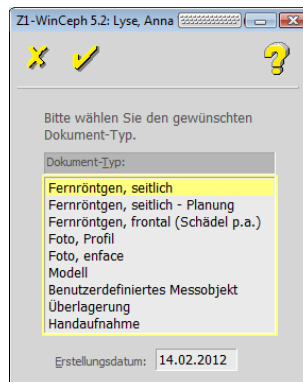 Z1-WinCeph 5.2: Lyse, Anna
Bitte wählen Sie den gewünschten
Dokument-Typ.
Dokument-Typ:
Fernröntgen, seitlich
Fernröntgen, seitlich - Planung
Fernröntgen, frontal (Schädel p.a.)
Foto, Profil
Foto, enface
Modell
Benutzerdefiniertes Messobjekt
Überlagerung
Handaufnahme
Erstellungsdatum: 14.02.2012